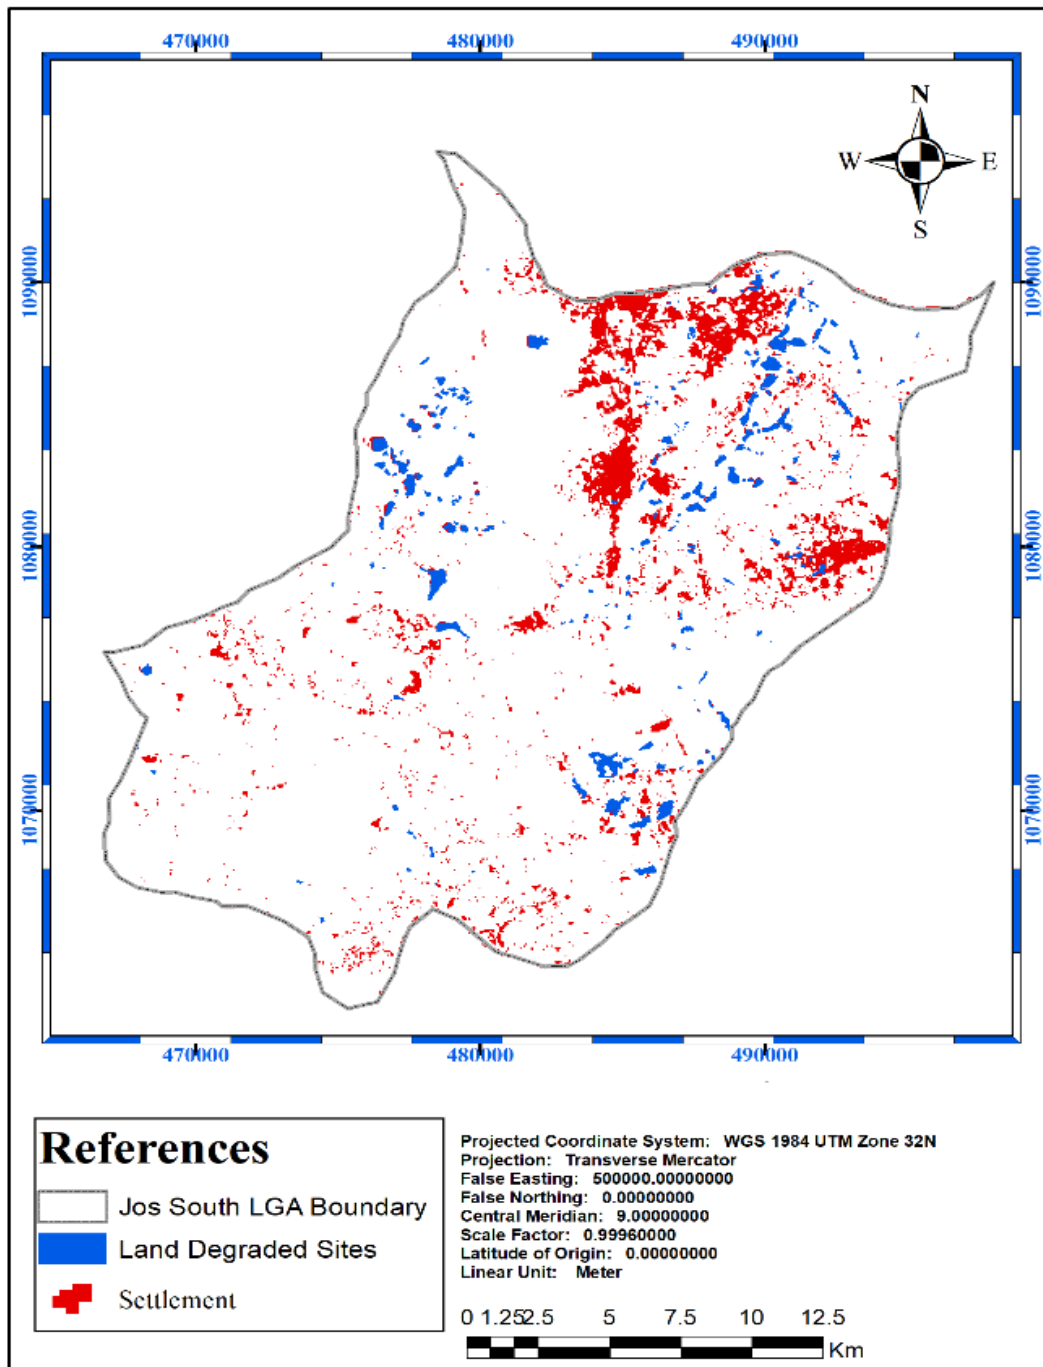 470000 480000 490000
N
W E
S
1090000 1090000
1080000 1080000
1070000 1070000
470000 480000 490000
References
Jos South LGA Boundary
Land Degraded Sites
Settlement
Projected Coordinate System: WGS 1984 UTM Zone 32N
Projection: Transverse Mercator
False Easting: 500000.00000000
False Northing: 0.00000000
Central Meridian: 9.00000000
Scale Factor: 0.99960000
Latitude of Origin: 0.00000000
Linear Unit: Meter
0 1.252.5 5 7.5 10 12.5
Km